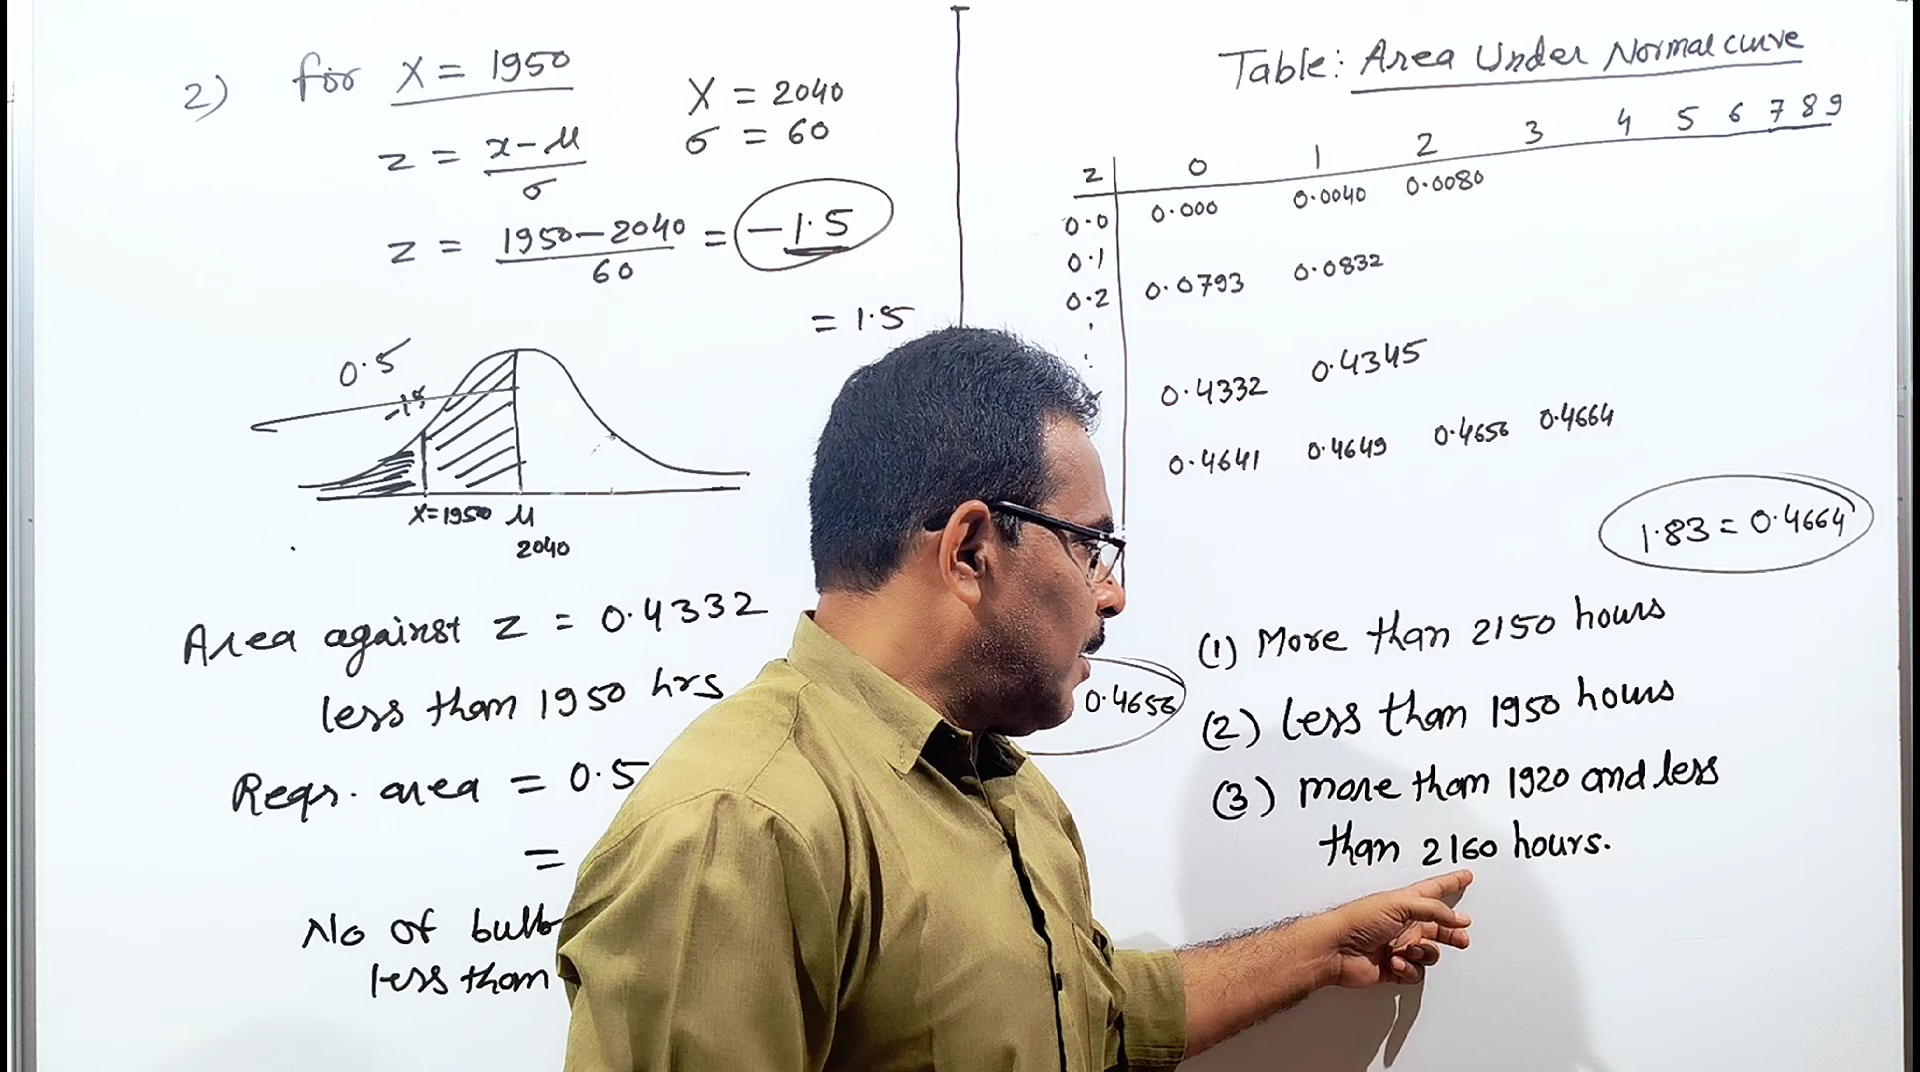 2) for X = 1950
X = 2040
σ = 60
z = x-μ / σ
z = 1950-2040 / 60 = -1.5
= 1.5
0.5
X=1950 μ
2040
Area against z = 0.4332
less than 1950 hrs
Reqr. area = 0.5
=
No of bulb
less than
Table: Area Under Normal curve
z 0 1 2 3 4 5 6 7 8 9
0.0 0.000 0.0040 0.0080
0.1
0.2 0.0793 0.0832
0.4332 0.4345
0.4641 0.4649 0.4656 0.4664
1.83 = 0.4664
0.4656
(1) More than 2150 hours
(2) less than 1950 hours
(3) more than 1920 and less
than 2160 hours.